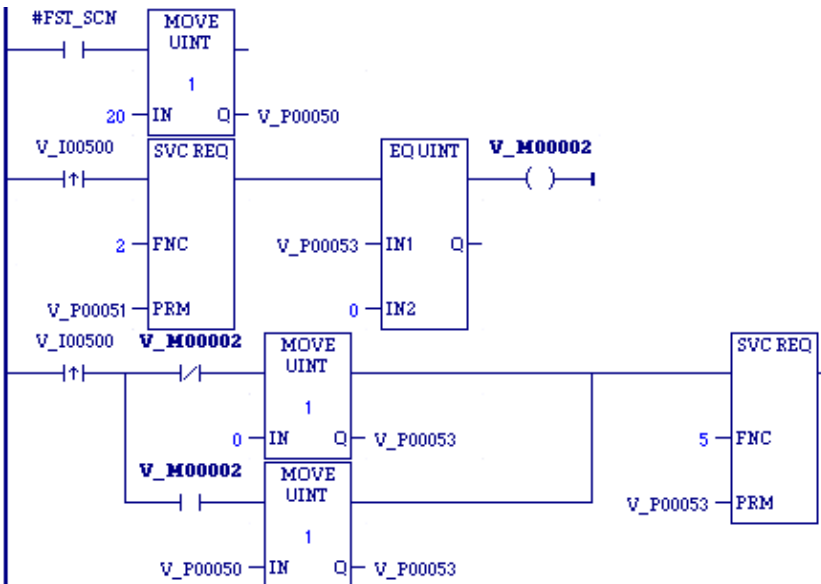 #FST_SCN
MOVE
UINT
1
20 IN Q V_P00050
V_I00500 SVC REQ EQ UINT V_M00002
2 FNC V_P00053 IN1 Q
V_P00051 PRM 0 IN2
V_I00500 V_M00002 MOVE SVC REQ
UINT
1
0 IN Q V_P00053 5 FNC
V_M00002 MOVE
UINT V_P00053 PRM
1
V_P00050 IN Q V_P00053